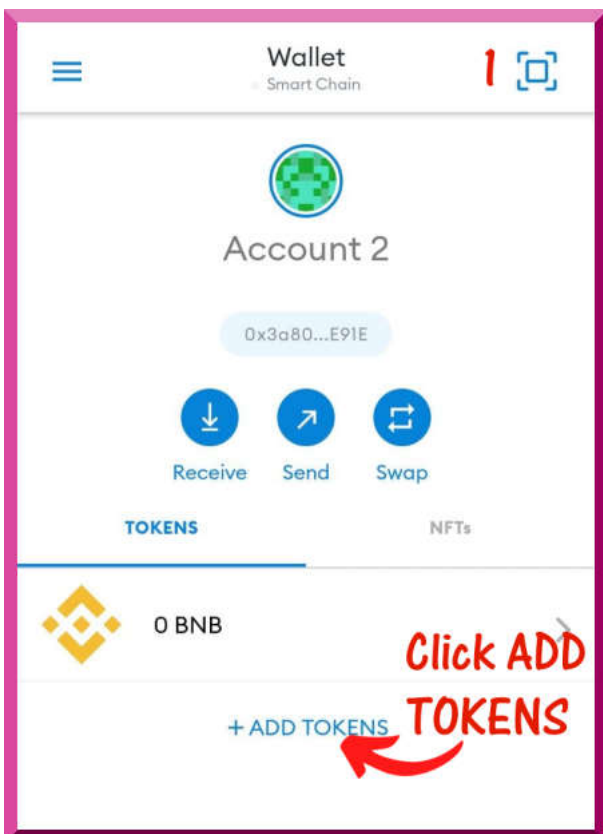 Wallet
1
Smart Chain
Account 2
0x3a80...E91E
Receive Send Swap
TOKENS NFTs
0 BNB
Click ADD
TOKENS
+ ADD TOKENS